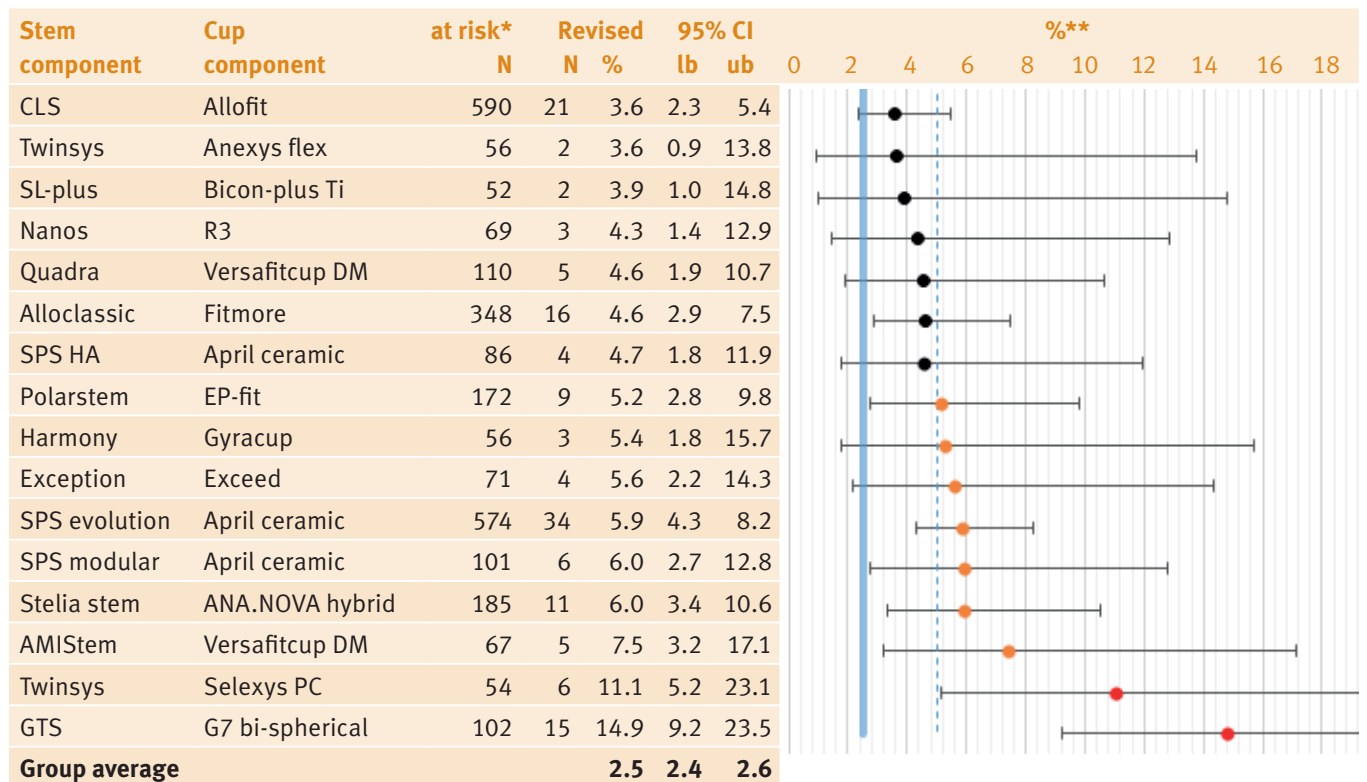 Stem Cup at risk* Revised 95% CI %**
component component N N % lb ub 0 2 4 6 8 10 12 14 16 18
CLS Allofit 590 21 3.6 2.3 5.4
Twinsys Anexys flex 56 2 3.6 0.9 13.8
SL-plus Bicon-plus Ti 52 2 3.9 1.0 14.8
Nanos R3 69 3 4.3 1.4 12.9
Quadra Versafitcup DM 110 5 4.6 1.9 10.7
Alloclassic Fitmore 348 16 4.6 2.9 7.5
SPS HA April ceramic 86 4 4.7 1.8 11.9
Polarstem EP-fit 172 9 5.2 2.8 9.8
Harmony Gyracup 56 3 5.4 1.8 15.7
Exception Exceed 71 4 5.6 2.2 14.3
SPS evolution April ceramic 574 34 5.9 4.3 8.2
SPS modular April ceramic 101 6 6.0 2.7 12.8
Stelia stem ANA.NOVA hybrid 185 11 6.0 3.4 10.6
AMIStem Versafitcup DM 67 5 7.5 3.2 17.1
Twinsys Selexys PC 54 6 11.1 5.2 23.1
GTS G7 bi-spherical 102 15 14.9 9.2 23.5
Group average 2.5 2.4 2.6